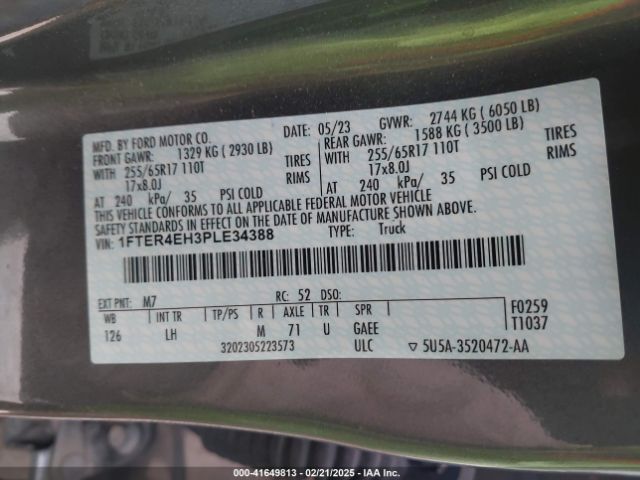 MFD. BY FORD MOTOR CO.
DATE: 05/23 GVWR: 2744 KG ( 6050 LB)
FRONT GAWR: 1329 KG ( 2930 LB)
REAR GAWR: 1588 KG ( 3500 LB)
WITH 255/65R17 110T TIRES
WITH 255/65R17 110T TIRES
17x8.0J RIMS
17x8.0J RIMS
AT 240 kPa/ 35 PSI COLD
AT 240 kPa/ 35 PSI COLD
THIS VEHICLE CONFORMS TO ALL APPLICABLE FEDERAL MOTOR VEHICLE
SAFETY STANDARDS IN EFFECT ON THE DATE OF MANUFACTURE SHOWN ABOVE.
VIN: 1FTER4EH3PLE34388 TYPE: Truck
EXT PNT: M7 RC: 52 DSO:
WB INT TR TP/PS R AXLE TR SPR
126 LH M 71 U GAEE
F0259
T1037
3202305223573 ULC ▽ 5U5A-3520472-AA
000-41649813 - 02/21/2025 - IAA Inc.